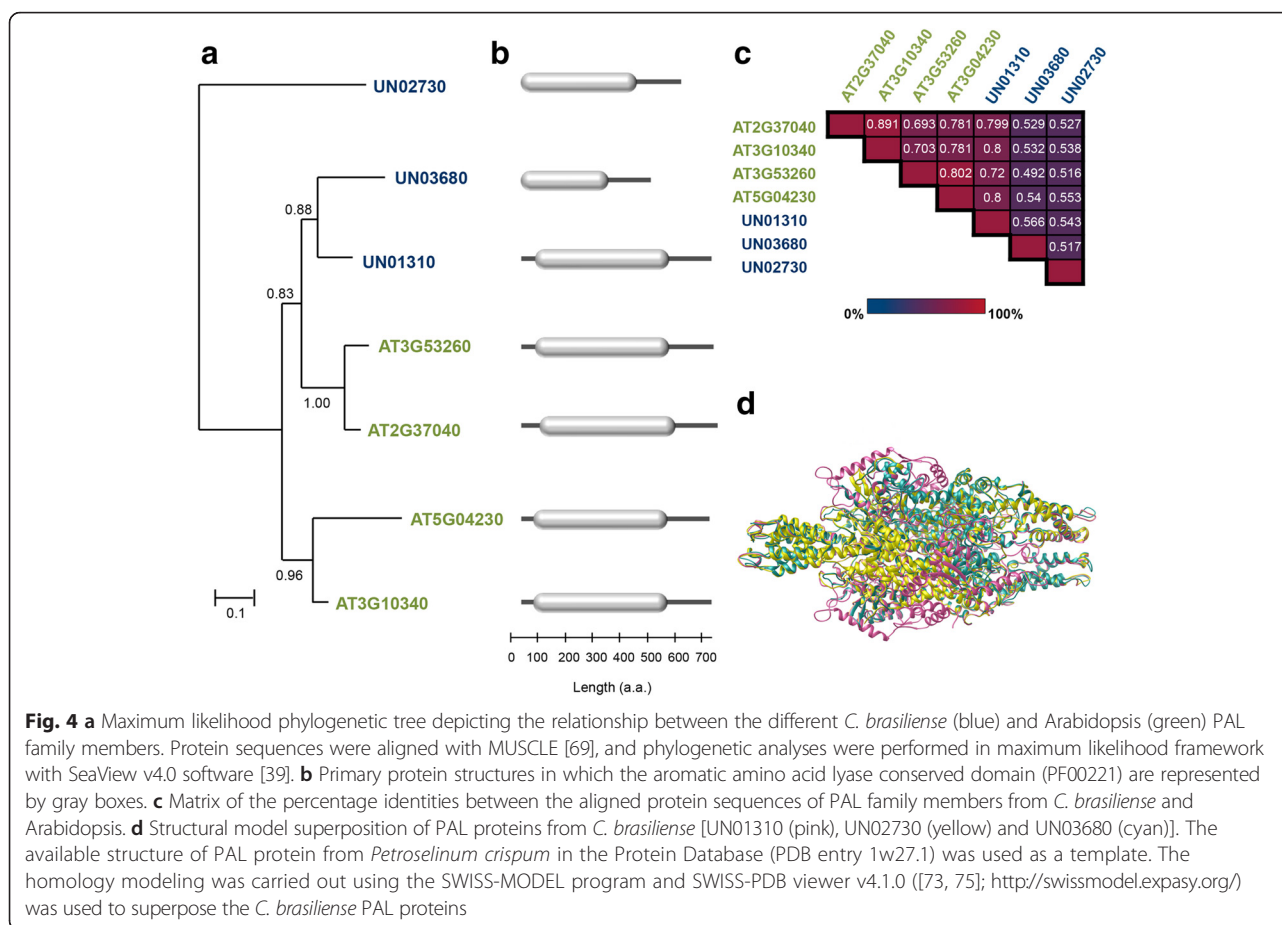 a
UN02730
UN03680
0.88
UN01310
0.83
AT3G53260
1.00
AT2G37040
AT5G04230
0.96
AT3G10340
0.1
b
0 100 200 300 400 500 600 700
Length (a.a.)
c
AT2G37040 AT3G10340 AT3G53260 AT3G04230 UN01310 UN03680 UN02730
AT2G37040 0.891 0.693 0.781 0.799 0.529 0.527
AT3G10340 0.703 0.781 0.8 0.532 0.538
AT3G53260 0.802 0.72 0.492 0.516
AT5G04230 0.8 0.54 0.553
UN01310 0.566 0.543
UN03680 0.517
UN02730
0% 100%
d
Fig. 4 a Maximum likelihood phylogenetic tree depicting the relationship between the different C. brasiliense (blue) and Arabidopsis (green) PAL
family members. Protein sequences were aligned with MUSCLE [69], and phylogenetic analyses were performed in maximum likelihood framework
with SeaView v4.0 software [39]. b Primary protein structures in which the aromatic amino acid lyase conserved domain (PF00221) are represented
by gray boxes. c Matrix of the percentage identities between the aligned protein sequences of PAL family members from C. brasiliense and
Arabidopsis. d Structural model superposition of PAL proteins from C. brasiliense [UN01310 (pink), UN02730 (yellow) and UN03680 (cyan)]. The
available structure of PAL protein from Petroselinum crispum in the Protein Database (PDB entry 1w27.1) was used as a template. The
homology modeling was carried out using the SWISS-MODEL program and SWISS-PDB viewer v4.1.0 ([73, 75]; http://swissmodel.expasy.org/)
was used to superpose the C. brasiliense PAL proteins